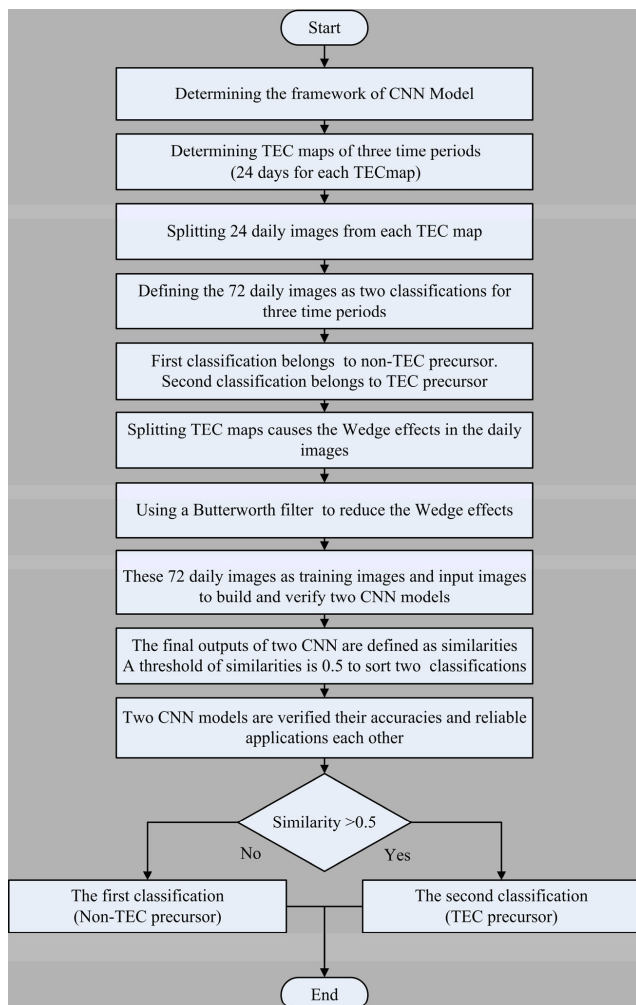 Start
Determining the framework of CNN Model
Determining TEC maps of three time periods
(24 days for each TECmap)
Splitting 24 daily images from each TEC map
Defining the 72 daily images as two classifications for
three time periods
First classification belongs to non-TEC precursor.
Second classification belongs to TEC precursor
Splitting TEC maps causes the Wedge effects in the daily
images
Using a Butterworth filter to reduce the Wedge effects
These 72 daily images as training images and input images
to build and verify two CNN models
The final outputs of two CNN are defined as similarities
A threshold of similarities is 0.5 to sort two classifications
Two CNN models are verified their accuracies and reliable
applications each other
Similarity >0.5
No
Yes
The first classification
(Non-TEC precursor)
The second classification
(TEC precursor)
End